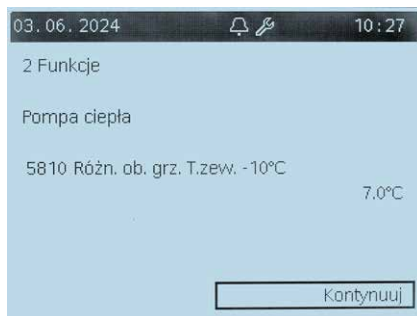 03.06.2024 10:27
2 Funkcje
Pompa ciepła
5810 Różn. ob. grz. T.zew. -10°C
7.0°C
Kontynuuj